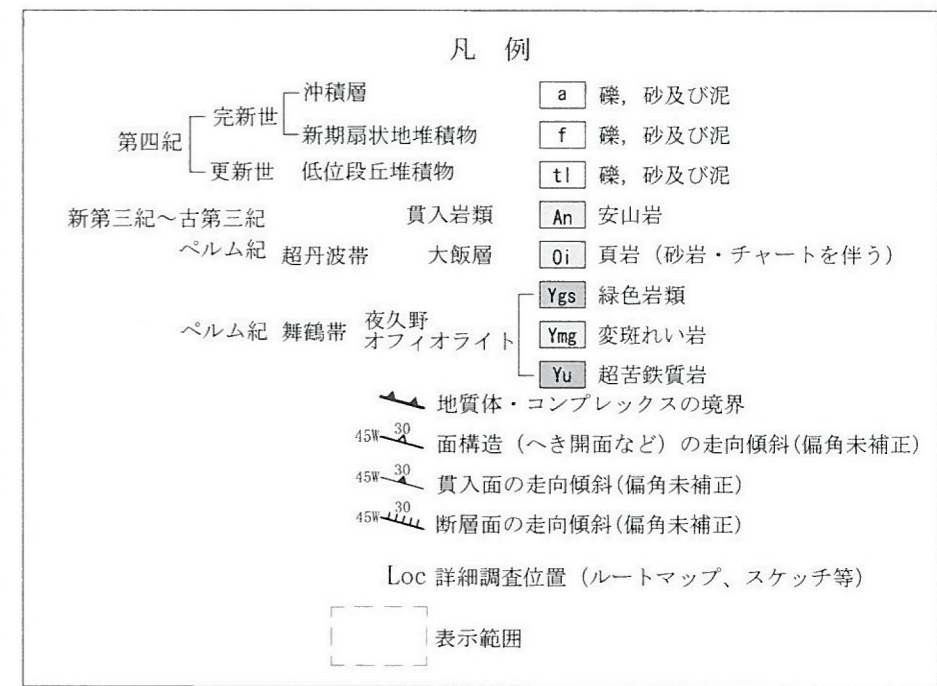 凡 例
第四紀 完新世 沖積層 a 礫，砂及び泥
新期扇状地堆積物 f 礫，砂及び泥
更新世 低位段丘堆積物 tl 礫，砂及び泥
新第三紀～古第三紀 貫入岩類 An 安山岩
ペルム紀 超丹波帯 大飯層 Oi 頁岩（砂岩・チャートを伴う）
Ygs 緑色岩類
ペルム紀 舞鶴帯 夜久野
オフィオライト Ymg 変斑れい岩
Yu 超苦鉄質岩
地質体・コンプレックスの境界
45W 30 面構造（へき開面など）の走向傾斜(偏角未補正)
45W 30 貫入面の走向傾斜(偏角未補正)
45W 30 断層面の走向傾斜(偏角未補正)
Loc 詳細調査位置（ルートマップ、スケッチ等）
表示範囲